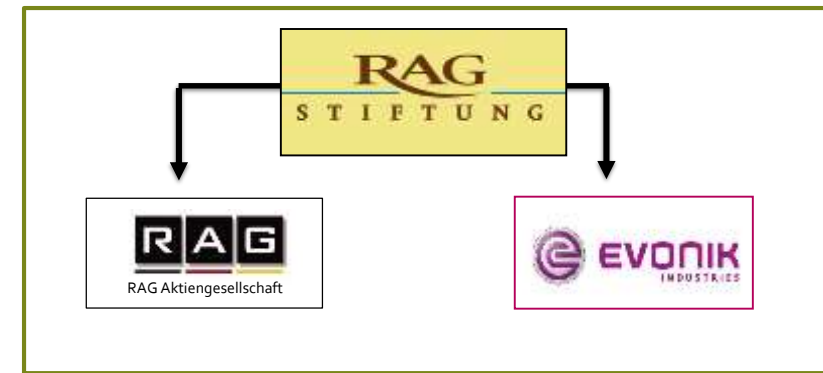 RAG
STIFTUNG
RAG
RAG Aktiengesellschaft
EVONIK
INDUSTRIES